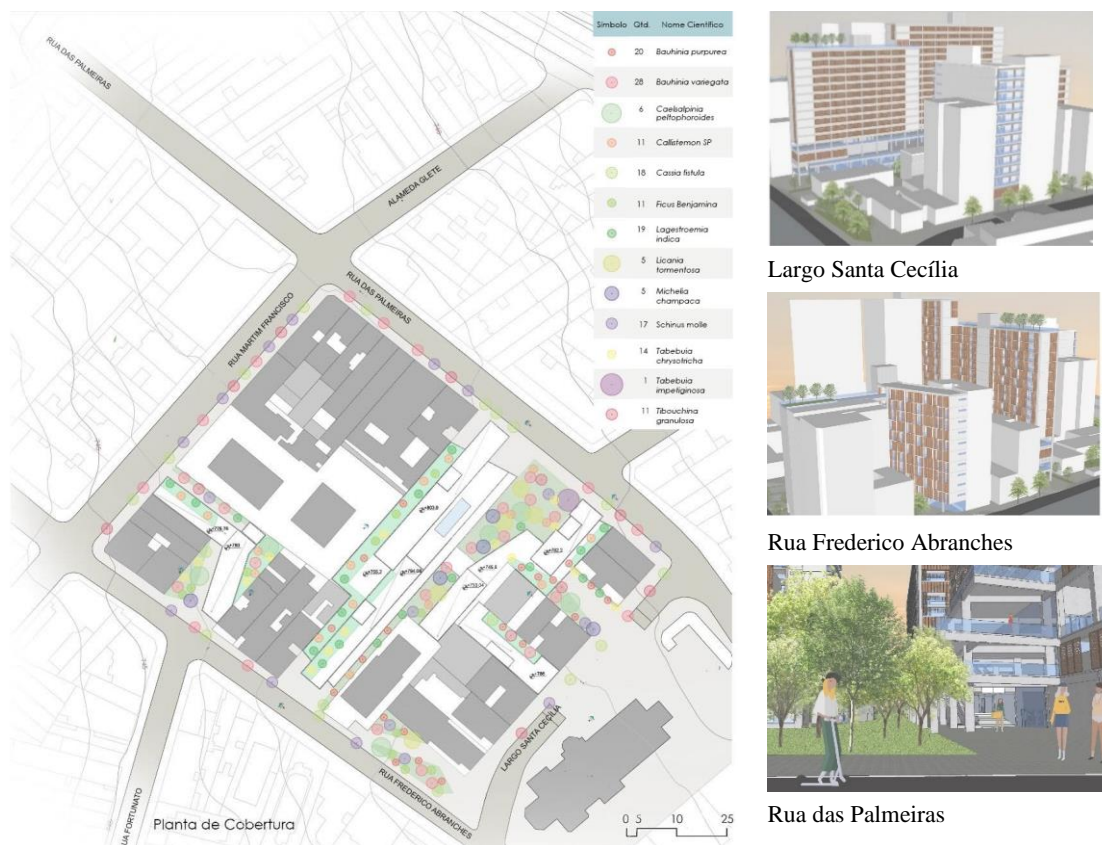 RUA DAS PALMEIRAS
ALAMEDA GLETE
RUA MARTIM FRANCISCO
RUA DAS PALMEIRAS
LARGO SANTA CECÍLIA
RUA FREDERICO ABRANCHES
RUA FORTUNATO
Planta de Cobertura
0 5 10 25
Símbolo Qtd. Nome Científico
20 Bauhinia purpurea
28 Bauhinia variegata
6 Caelsalpinia
peltophoroides
11 Callistemon SP
18 Cassia fistula
11 Ficus Benjamina
19 Lagestroemia
indica
5 Licania
tormentosa
5 Michelia
champaca
17 Schinus molle
14 Tabebuia
chrysotricha
1 Tabebuia
impetiginosa
11 Tibouchina
granulosa
Largo Santa Cecília
Rua Frederico Abranches
Rua das Palmeiras